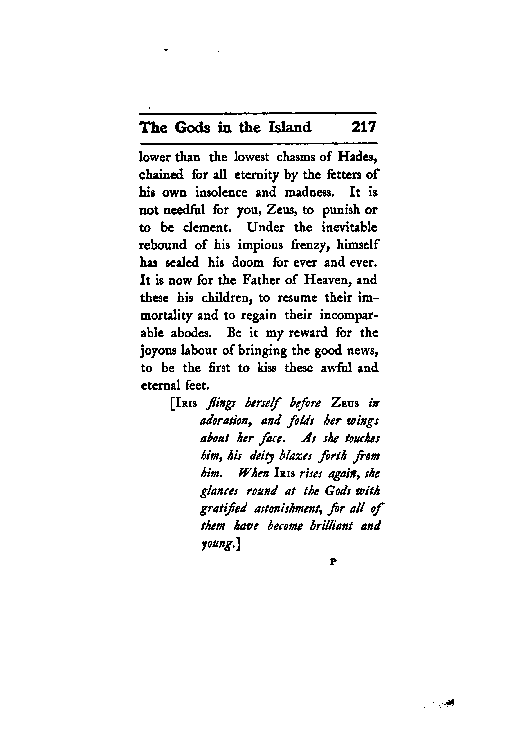 The Gods in the Island 217
lower than the lowest chasms of Hades,
chained for all eternity by the fetters of
his own insolence and madness. It is
not needful for you, Zeus, to punish or
to be clement. Under the inevitable
rebound of his impious frenzy, himself
has sealed his doom for ever and ever.
It is now for the Father of Heaven, and
these his children, to resume their im-
mortality and to regain their incompar-
able abodes. Be it my reward for the
joyous labour of bringing the good news,
to be the first to kiss these awful and
eternal feet.
[Iris flings herself before Zeus in
adoration, and folds her wings
about her face. As she touches
him, his deity blazes forth from
him. When Iris rises again, she
glances round at the Gods with
gratified astonishment, for all of
them have become brilliant and
young.]
P